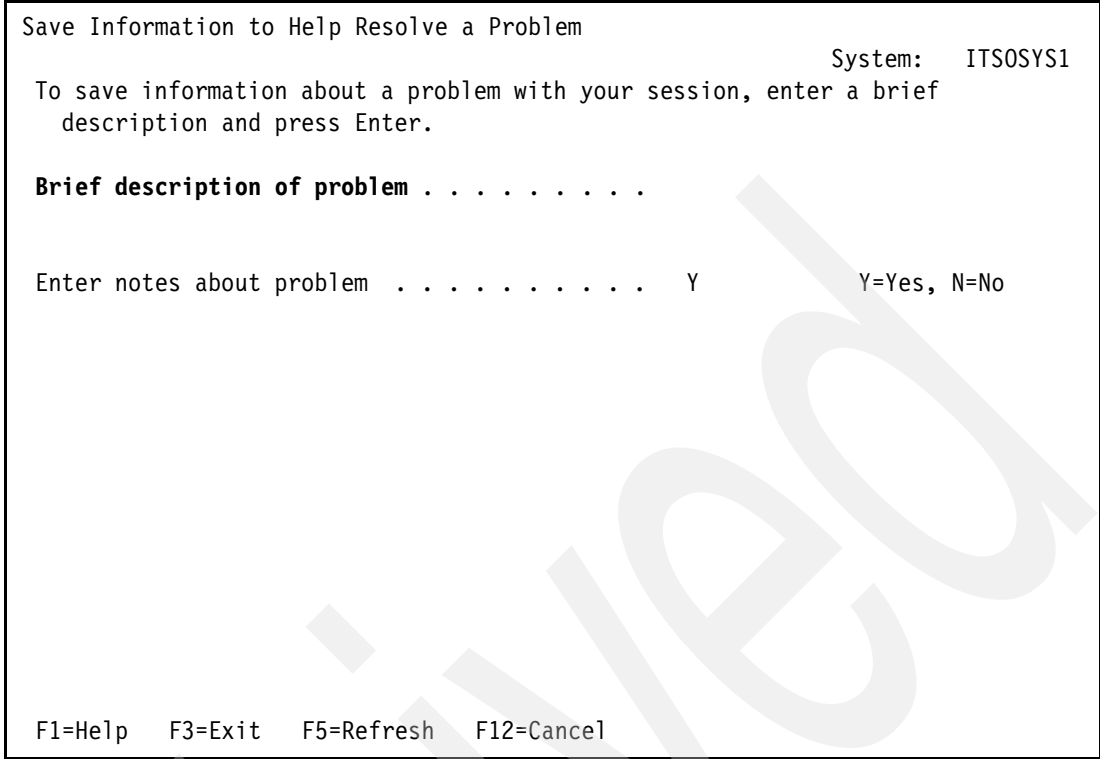 Save Information to Help Resolve a Problem
System: ITSOSYS1
To save information about a problem with your session, enter a brief
description and press Enter.
Brief description of problem . . . . . . . . .
Enter notes about problem . . . . . . . . . . Y Y=Yes, N=No
F1=Help F3=Exit F5=Refresh F12=Cancel
ived